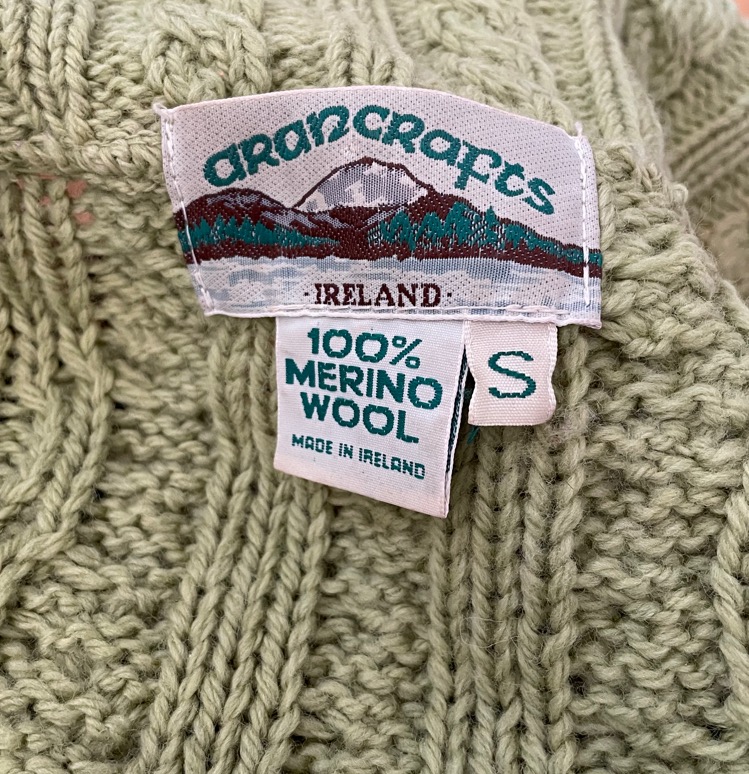 arancrafts
·IRELAND·
100%
MERINO
WOOL
MADE IN IRELAND
S